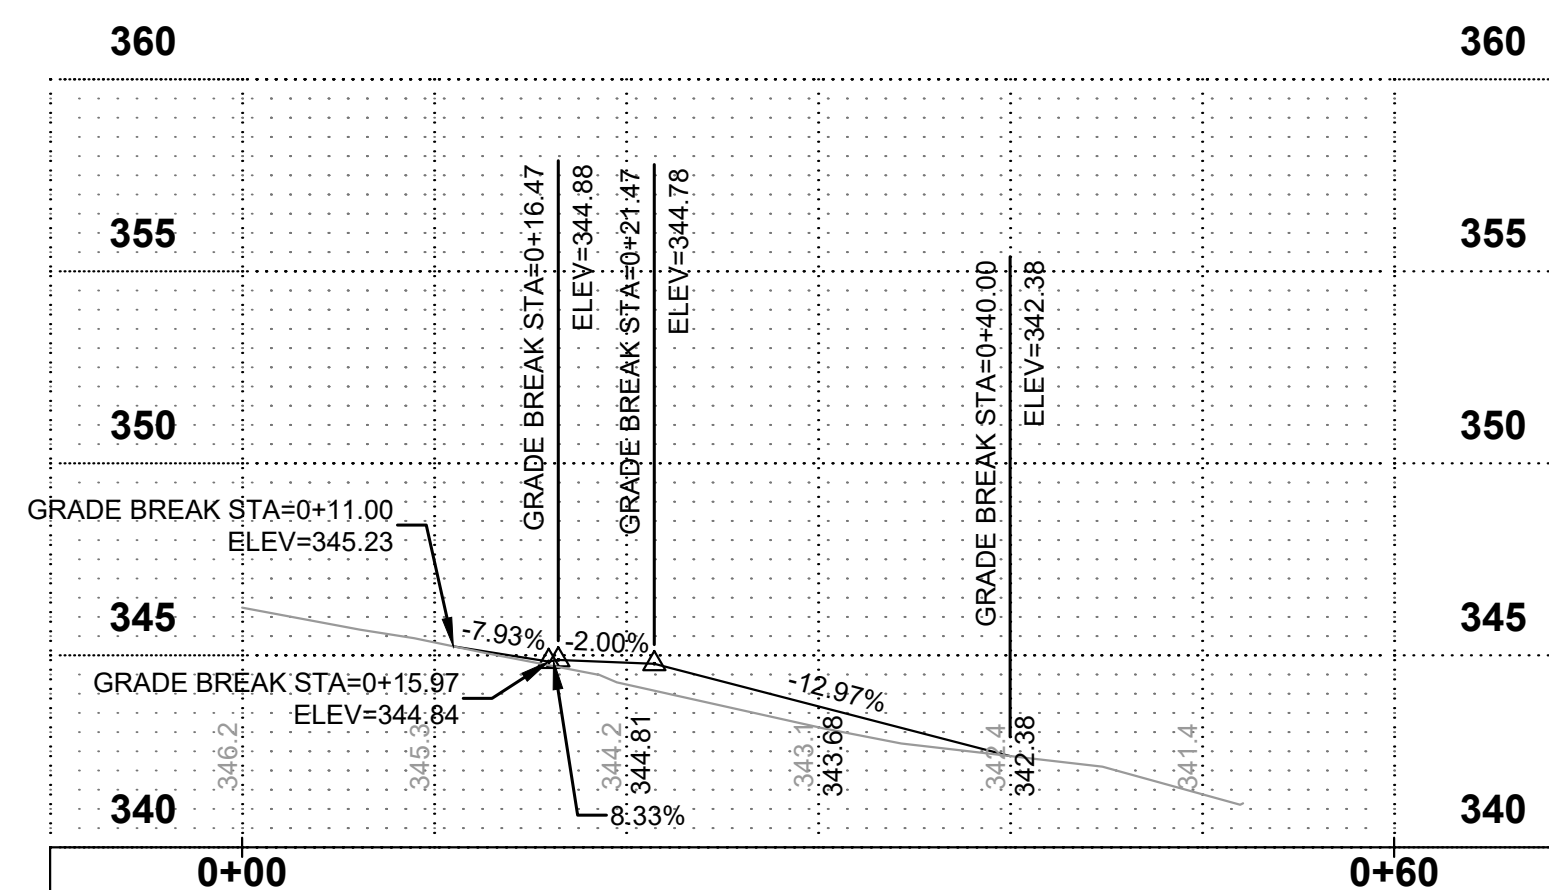 360
360
355
355
350
350
345
345
340
340
GRADE BREAK STA=0+16.47
ELEV=344.88
GRADE BREAK STA=0+21.47
ELEV=344.78
GRADE BREAK STA=0+40.00
ELEV=342.38
GRADE BREAK STA=0+11.00
ELEV=345.23
-7.93%
-2.00%
-12.97%
GRADE BREAK STA=0+15.97
ELEV=344.84
8.33%
346.2
345.3
344.2
344.81
343.1
343.68
342.4
342.38
341.4
0+00
0+60